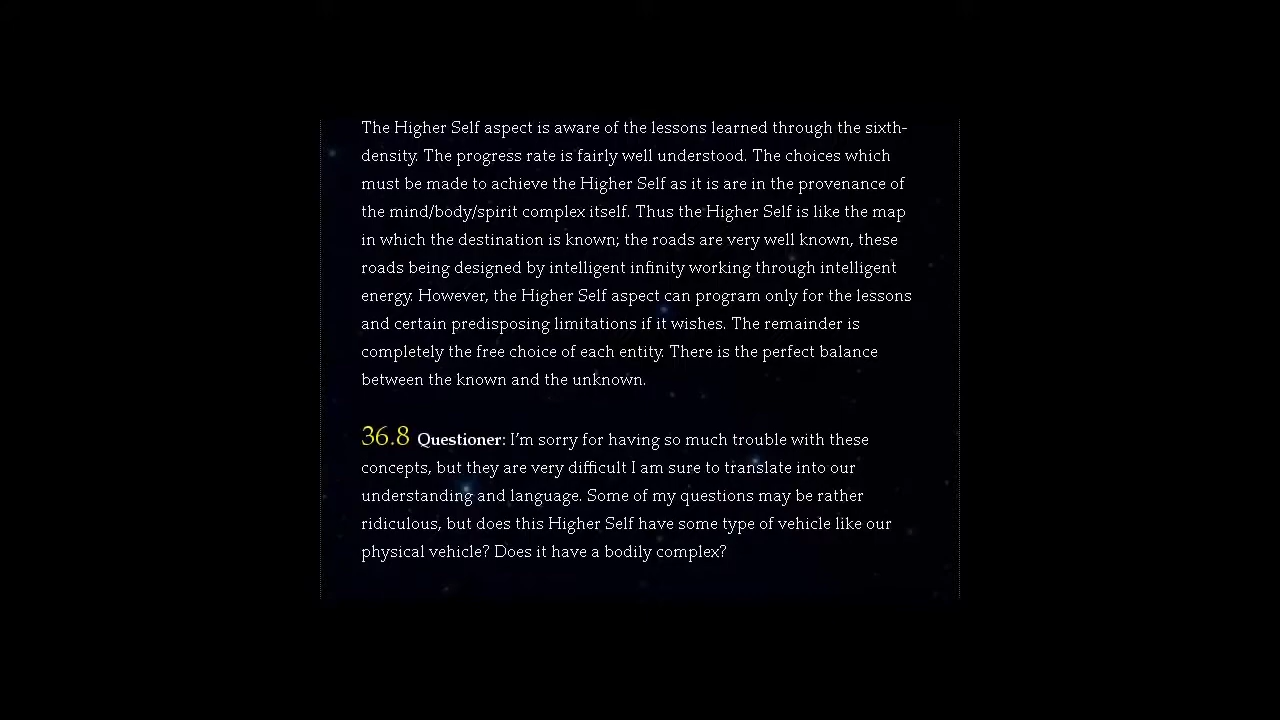 The Higher Self aspect is aware of the lessons learned through the sixth-
density. The progress rate is fairly well understood. The choices which
must be made to achieve the Higher Self as it is are in the provenance of
the mind/body/spirit complex itself. Thus the Higher Self is like the map
in which the destination is known; the roads are very well known, these
roads being designed by intelligent infinity working through intelligent
energy. However, the Higher Self aspect can program only for the lessons
and certain predisposing limitations if it wishes. The remainder is
completely the free choice of each entity. There is the perfect balance
between the known and the unknown.
36.8 Questioner: I'm sorry for having so much trouble with these
concepts, but they are very difficult I am sure to translate into our
understanding and language. Some of my questions may be rather
ridiculous, but does this Higher Self have some type of vehicle like our
physical vehicle? Does it have a bodily complex?